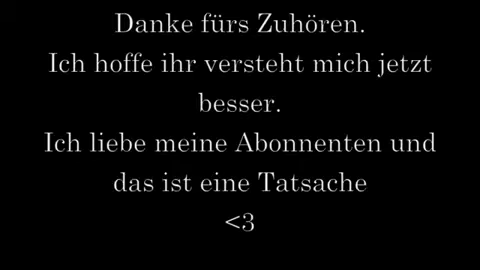 Danke fürs Zuhören.
Ich hoffe ihr versteht mich jetzt
besser.
Ich liebe meine Abonnenten und
das ist eine Tatsache
<3